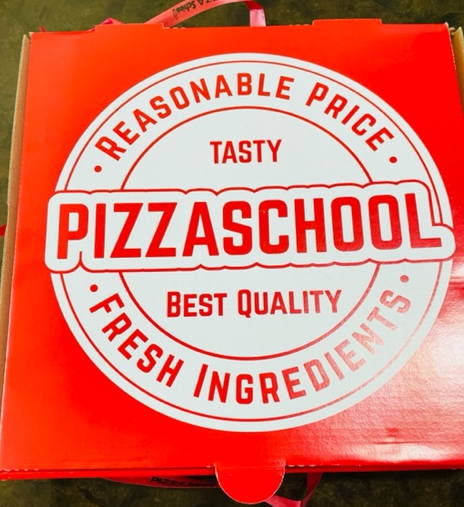 REASONABLE PRICE
TASTY
PIZZASCHOOL
BEST QUALITY
FRESH INGREDIENTS